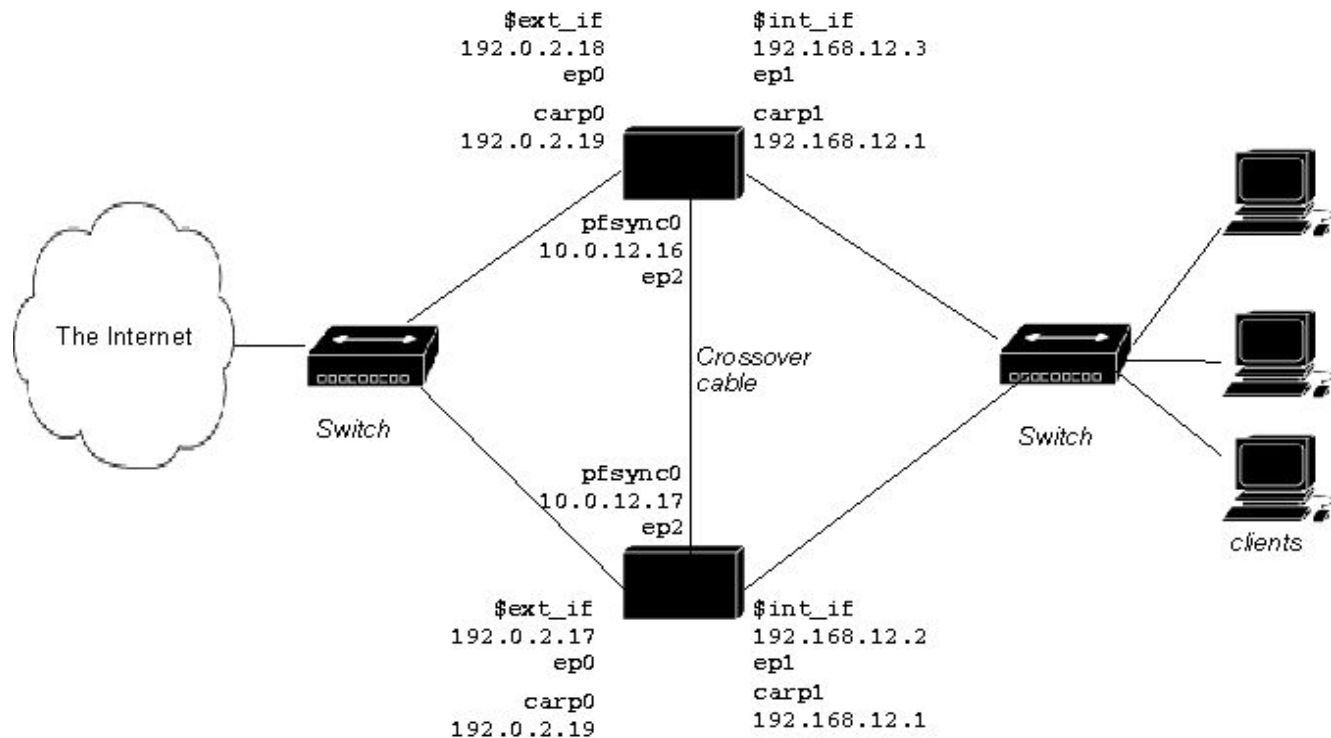 $ext_if
192.0.2.18
ep0
carp0
192.0.2.19
$int_if
192.168.12.3
ep1
carp1
192.168.12.1
pfsync0
10.0.12.16
ep2
The Internet
Switch
Crossover
cable
Switch
clients
pfsync0
10.0.12.17
ep2
$ext_if
192.0.2.17
ep0
carp0
192.0.2.19
$int_if
192.168.12.2
ep1
carp1
192.168.12.1